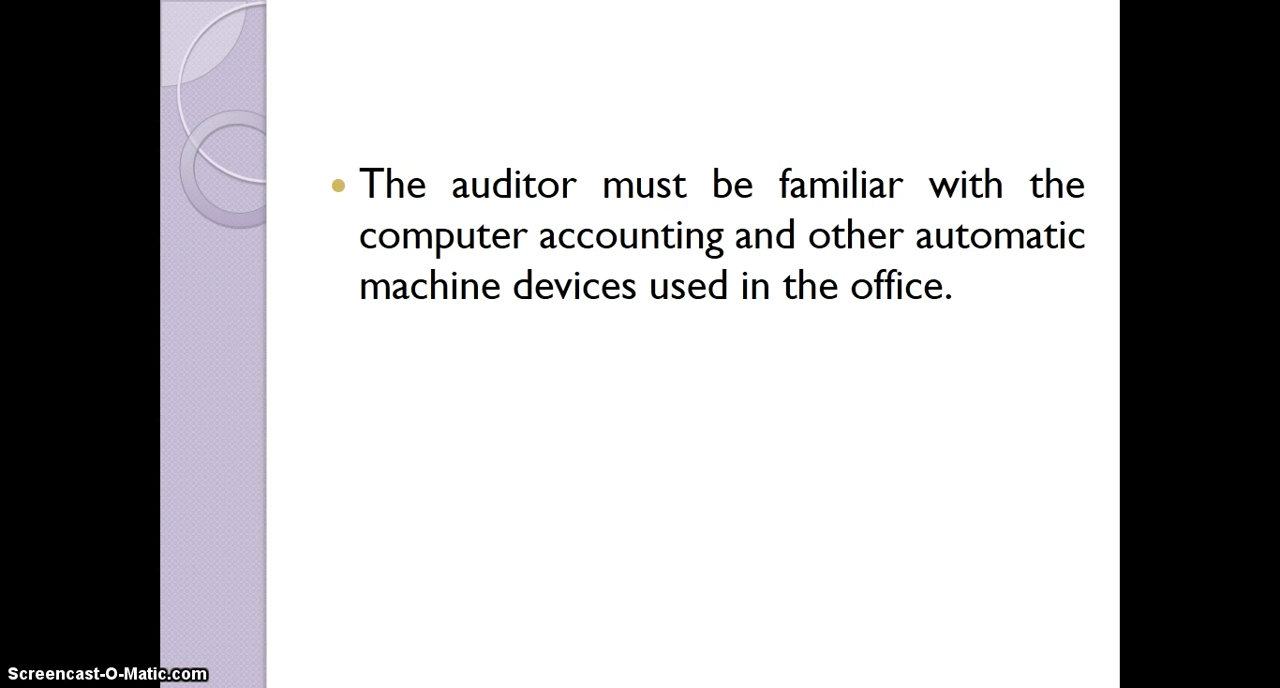 • The auditor must be familiar with the
computer accounting and other automatic
machine devices used in the office.
Screencast-O-Matic.com